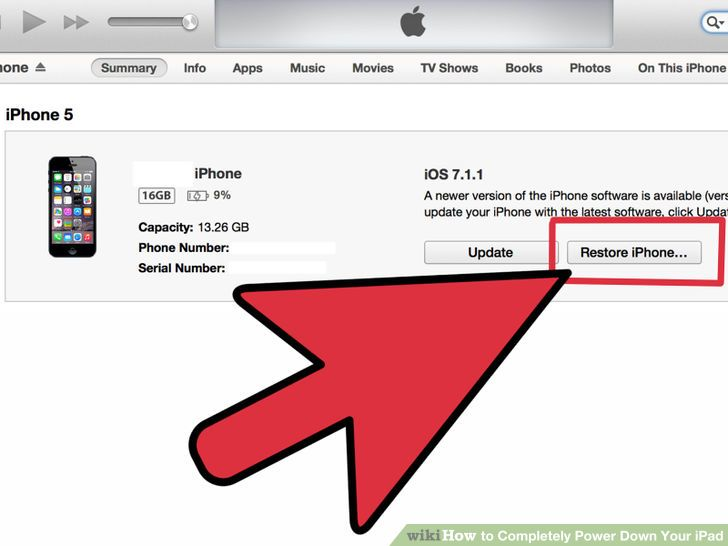 hone
Summary
Info
Apps
Music
Movies
TV Shows
Books
Photos
On This iPhone
iPhone 5
iPhone
16GB
9%
Capacity: 13.26 GB
Phone Number:
Serial Number:
iOS 7.1.1
A newer version of the iPhone software is available (vers
update your iPhone with the latest software, click Updat
Update
Restore iPhone...
wikiHow to Completely Power Down Your iPad